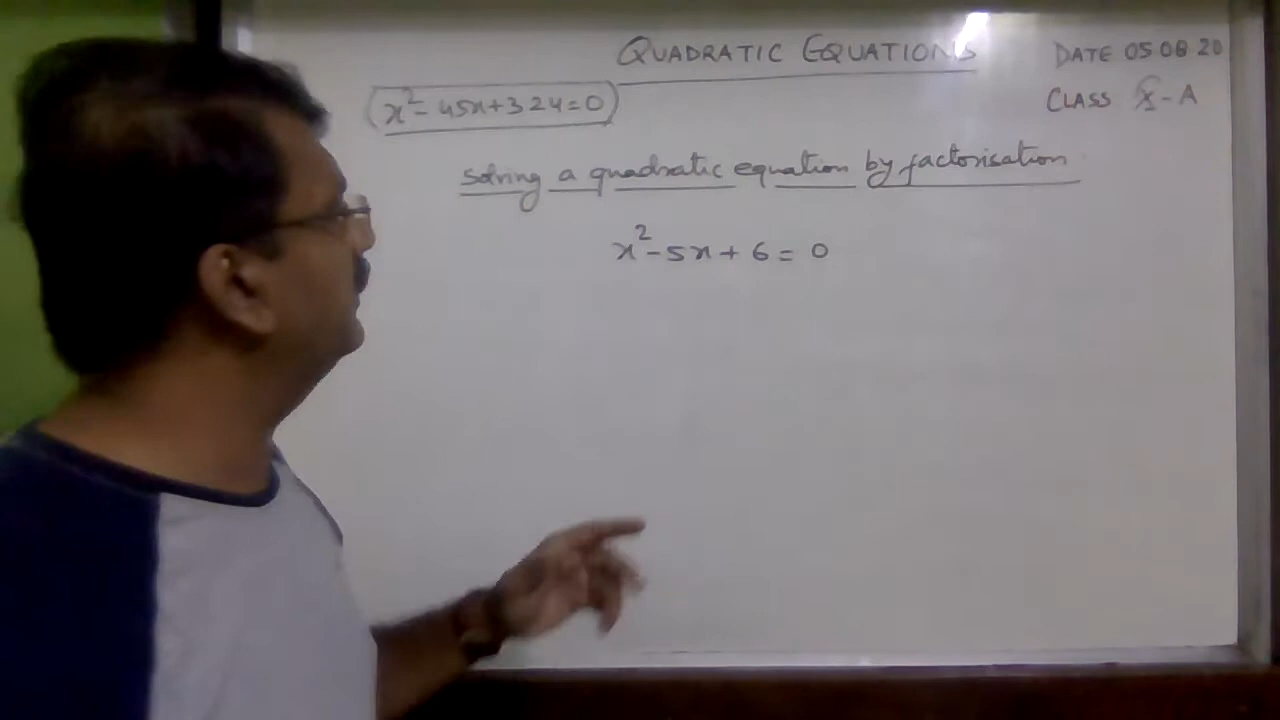 QUADRATIC EQUATIONS
DATE 05 08 20
x² - 45x + 324 = 0
CLASS X - A
Solving a quadratic equation by factorisation
x² - 5x + 6 = 0